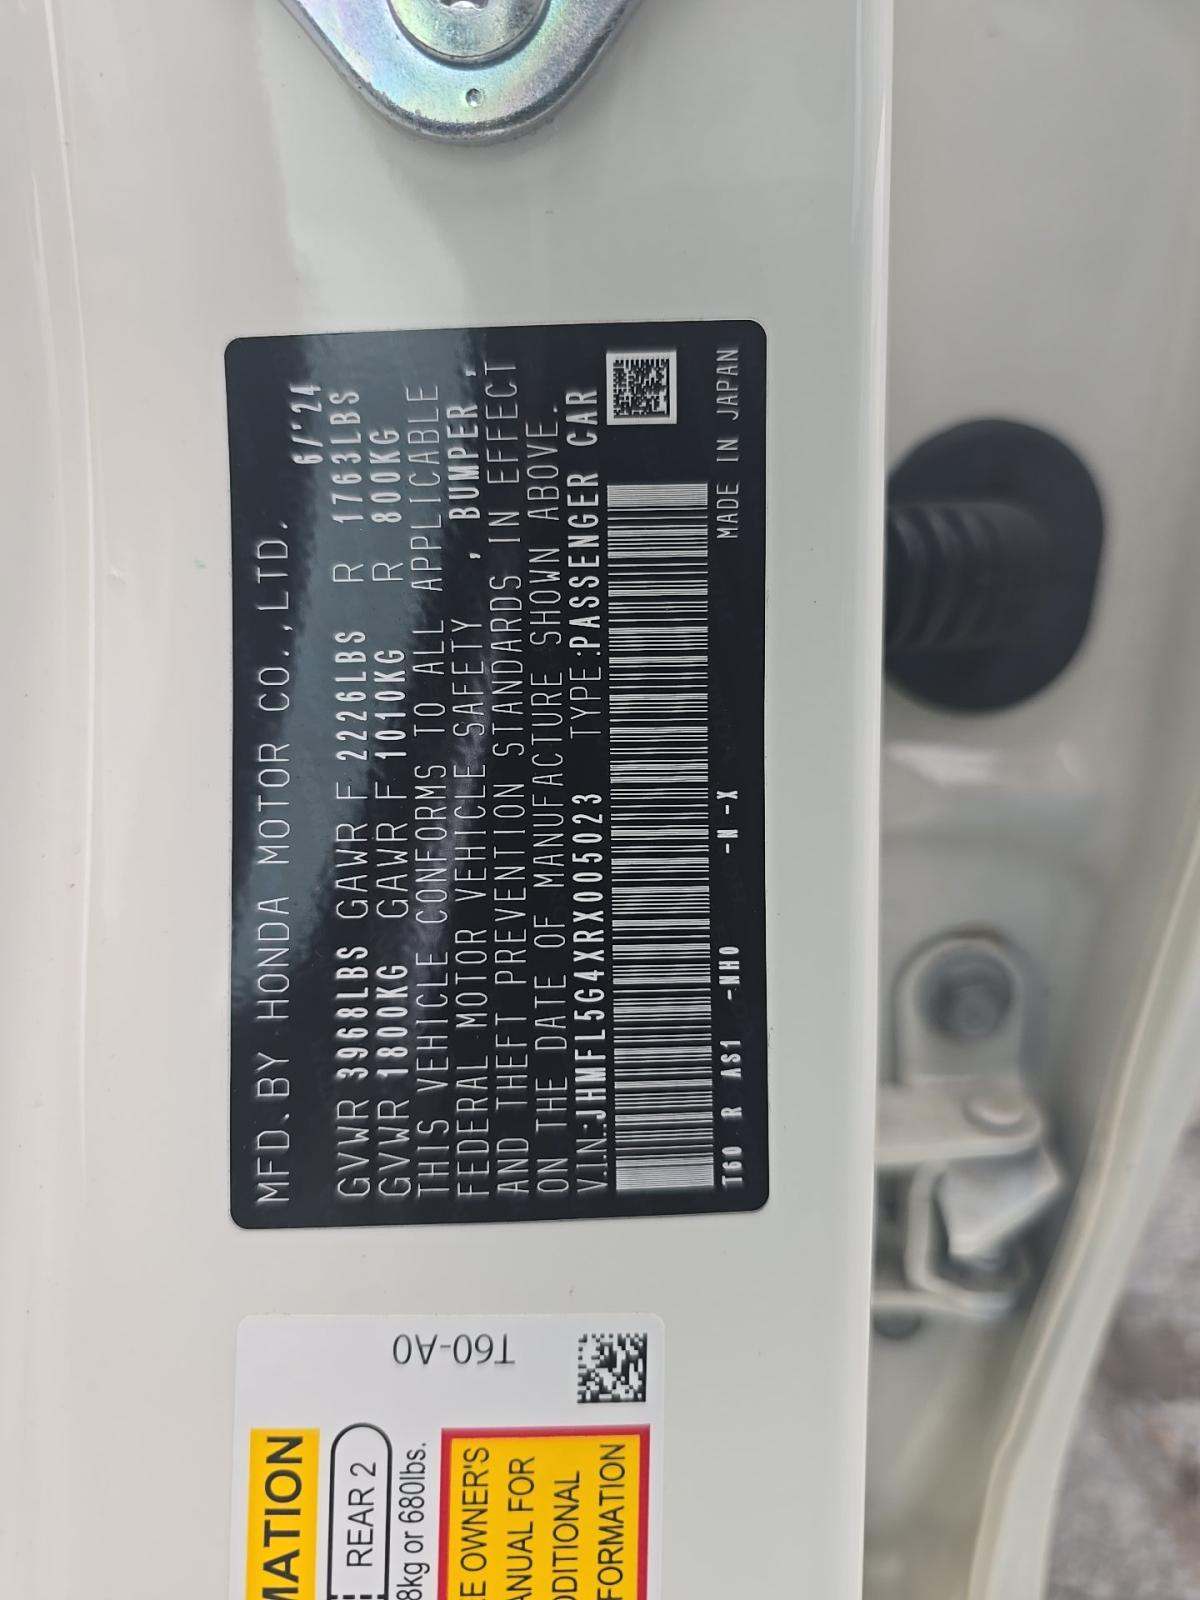 MFD. BY HONDA MOTOR CO., LTD. 6/'24
GVWR 3968LBS GAWR F 2226LBS R 1763LBS
GVWR 1800KG GAWR F 1010KG R 800KG
THIS VEHICLE CONFORMS TO ALL APPLICABLE
FEDERAL MOTOR VEHICLE SAFETY , BUMPER ,
AND THEFT PREVENTION STANDARDS IN EFFECT
ON THE DATE OF MANUFACTURE SHOWN ABOVE.
V.I.N.:JHMFL5G4XRX005023 TYPE:PASSENGER CAR
T60 R AS1 -NH0 -N -X MADE IN JAPAN
T60-A0
MATION
REAR 2
8kg or 680lbs.
E OWNER'S
ANUAL FOR
DDITIONAL
FORMATION